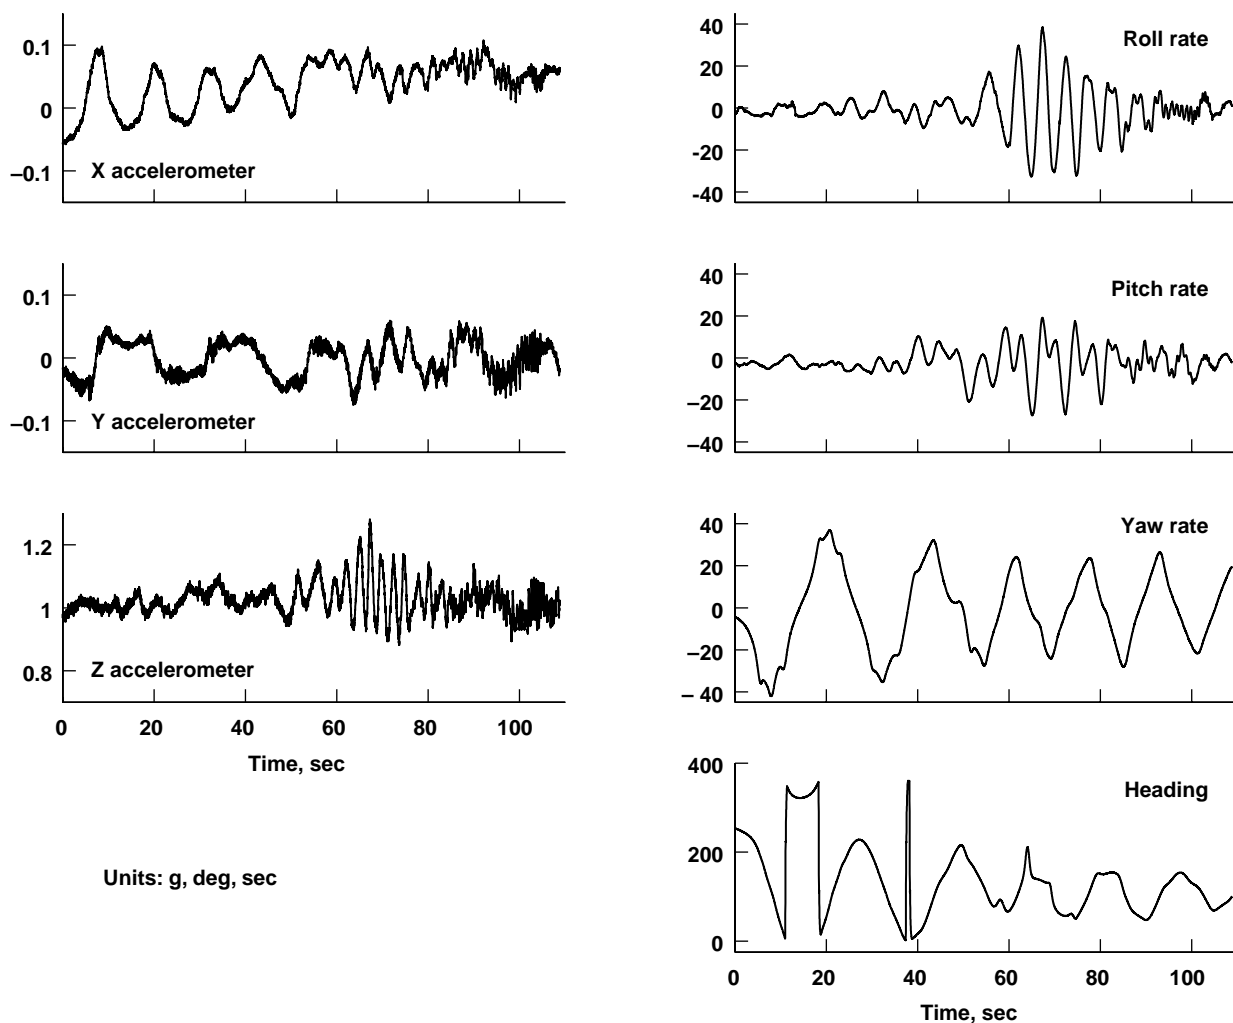 0.1
0
–0.1
X accelerometer
0.1
0
–0.1
Y accelerometer
1.2
1
0.8
Z accelerometer
0 20 40 60 80 100
Time, sec
Units: g, deg, sec
40
20
0
-20
-40
Roll rate
40
20
0
–20
–40
Pitch rate
40
20
0
–20
– 40
Yaw rate
400
200
0
Heading
0 20 40 60 80 100
Time, sec